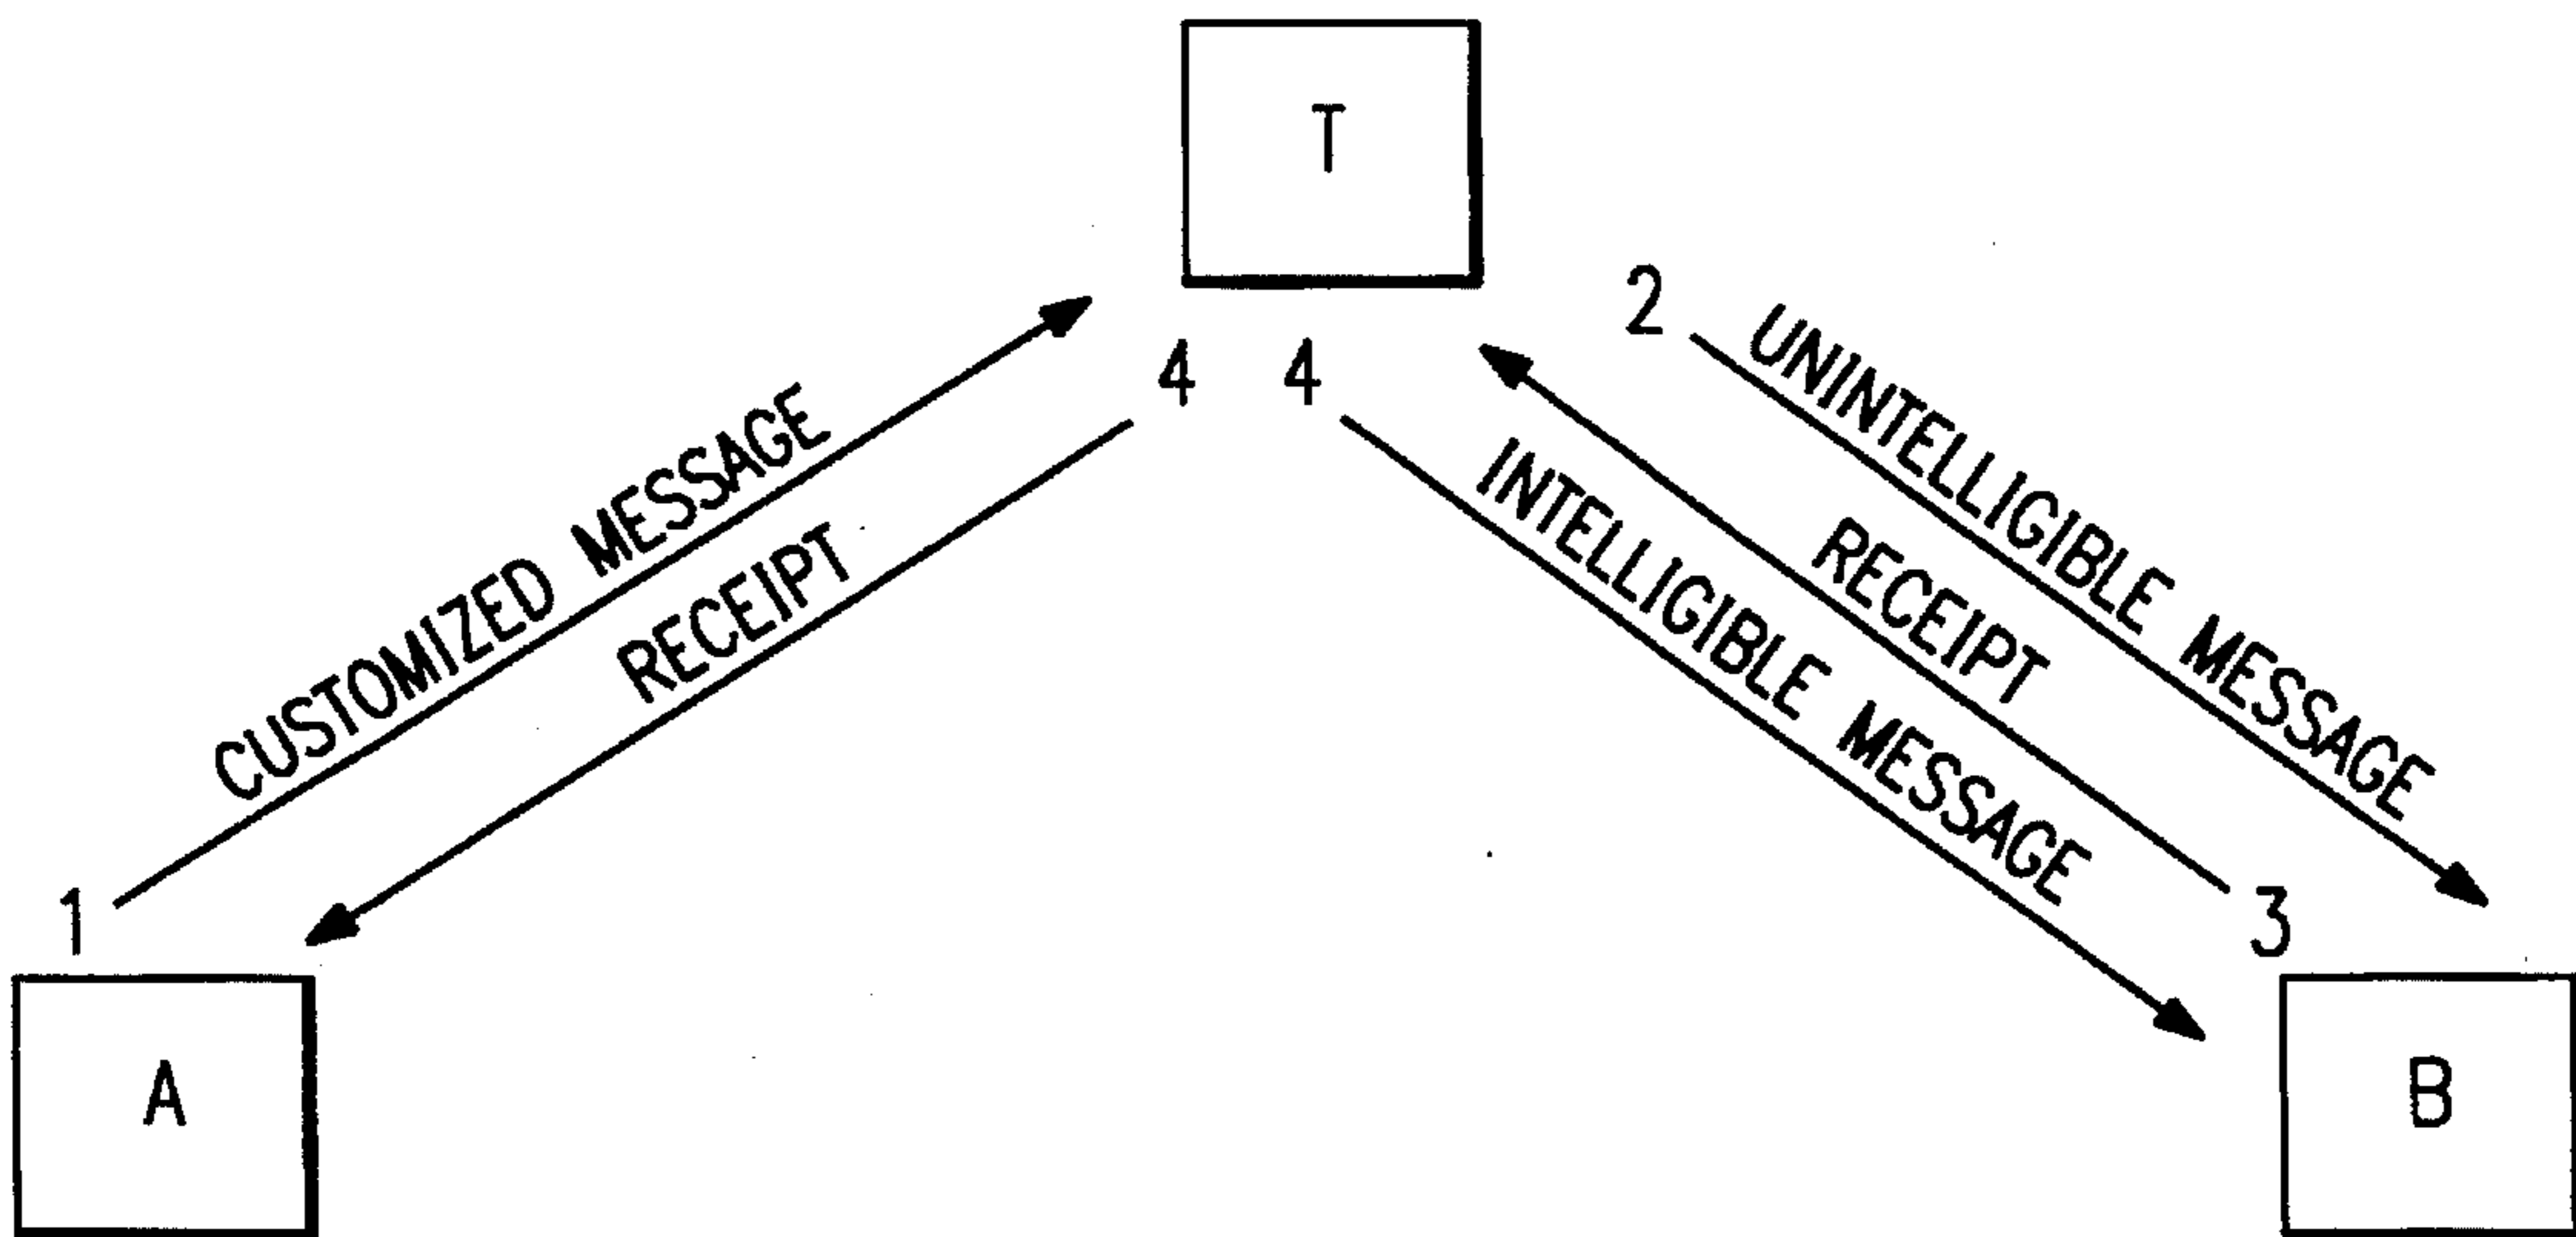 T
2 UNINTELLIGIBLE MESSAGE
4 4
CUSTOMIZED MESSAGE
RECEIPT
INTELLIGIBLE MESSAGE
RECEIPT
1
3
A
B